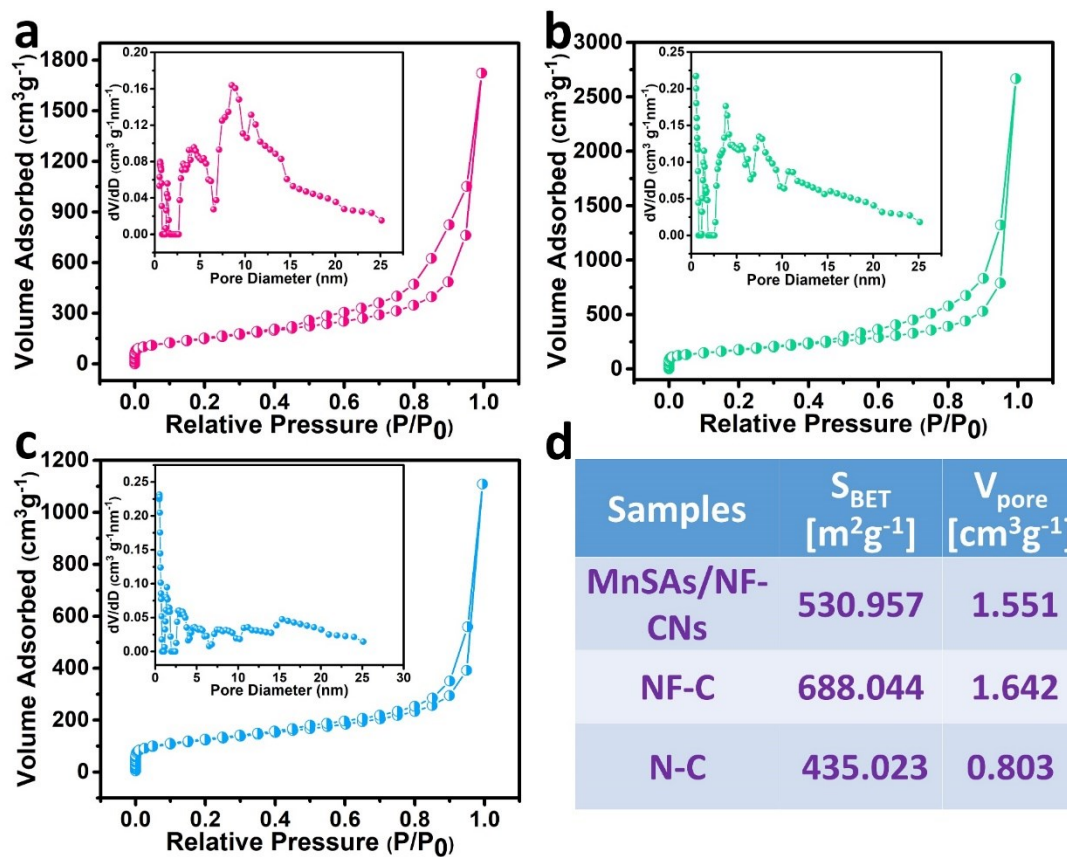 a
1800
1500
1200
900
600
300
0
Volume Adsorbed (cm³g⁻¹)
0.0 0.2 0.4 0.6 0.8 1.0
Relative Pressure (P/P₀)
0.20
0.16
0.12
0.08
0.04
0.00
dV/dD (cm³ g⁻¹nm⁻¹)
0 5 10 15 20 25
Pore Diameter (nm)
b
3000
2500
2000
1500
1000
500
0
Volume Adsorbed (cm³g⁻¹)
0.0 0.2 0.4 0.6 0.8 1.0
Relative Pressure (P/P₀)
0.25
0.20
0.15
0.10
0.05
0.00
dV/dD (cm³ g⁻¹nm⁻¹)
0 5 10 15 20 25
Pore Diameter (nm)
c
1200
1000
800
600
400
200
0
Volume Adsorbed (cm³g⁻¹)
0.0 0.2 0.4 0.6 0.8 1.0
Relative Pressure (P/P₀)
0.25
0.20
0.15
0.10
0.05
0.00
dV/dD (cm³ g⁻¹nm⁻¹)
0 5 10 15 20 25 30
Pore Diameter (nm)
d
Samples
S_BET
[m²g⁻¹]
V_pore
[cm³g⁻¹]
MnSAs/NF-
CNs
530.957 1.551
NF-C 688.044 1.642
N-C 435.023 0.803